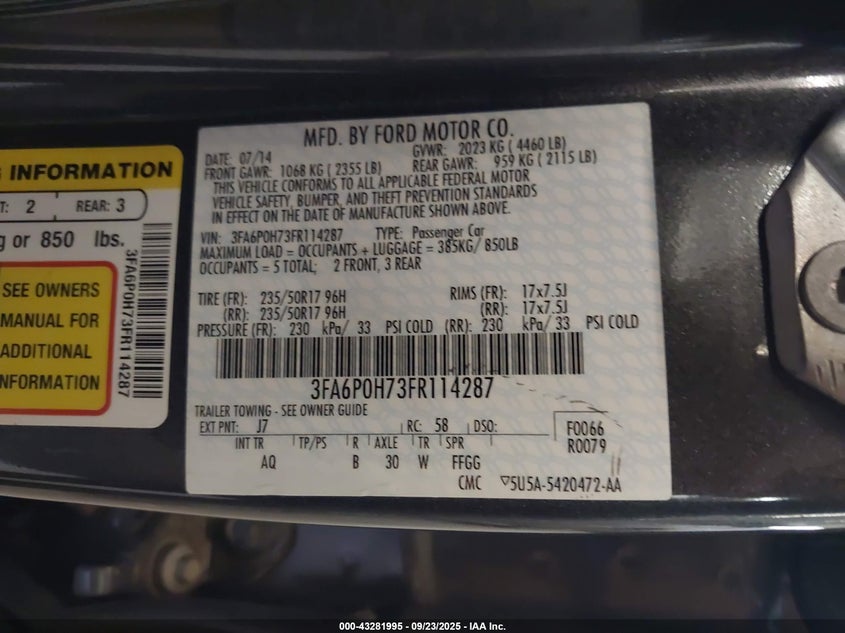 G INFORMATION
T: 2 REAR: 3
g or 850 lbs.
SEE OWNERS
MANUAL FOR
ADDITIONAL
INFORMATION
3FA6P0H73FR114287
MFD. BY FORD MOTOR CO.
DATE: 07/14 GVWR: 2023 KG ( 4460 LB)
FRONT GAWR: 1068 KG ( 2355 LB) REAR GAWR: 959 KG ( 2115 LB)
THIS VEHICLE CONFORMS TO ALL APPLICABLE FEDERAL MOTOR
VEHICLE SAFETY, BUMPER, AND THEFT PREVENTION STANDARDS
IN EFFECT ON THE DATE OF MANUFACTURE SHOWN ABOVE.
VIN: 3FA6P0H73FR114287 TYPE: Passenger Car
MAXIMUM LOAD = OCCUPANTS + LUGGAGE = 385KG/ 850LB
OCCUPANTS = 5 TOTAL; 2 FRONT, 3 REAR
TIRE (FR): 235/50R17 96H RIMS (FR): 17x7.5J
(RR): 235/50R17 96H (RR): 17x7.5J
PRESSURE (FR): 230 kPa/ 33 PSI COLD (RR): 230 kPa/ 33 PSI COLD
3FA6P0H73FR114287
TRAILER TOWING - SEE OWNER GUIDE
EXT PNT: J7 RC: 58 DSO:
F0066
R0079
INT TR TP/PS R AXLE TR SPR
AQ B 30 W FFGG
CMC ▽5U5A-5420472-AA
000-43281995 - 09/23/2025 - IAA Inc.